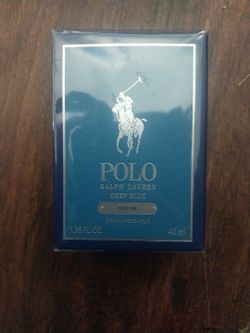 POLO
RALPH LAUREN
DEEP BLUE
PARFUM
1.36 FL. OZ. 40 ml